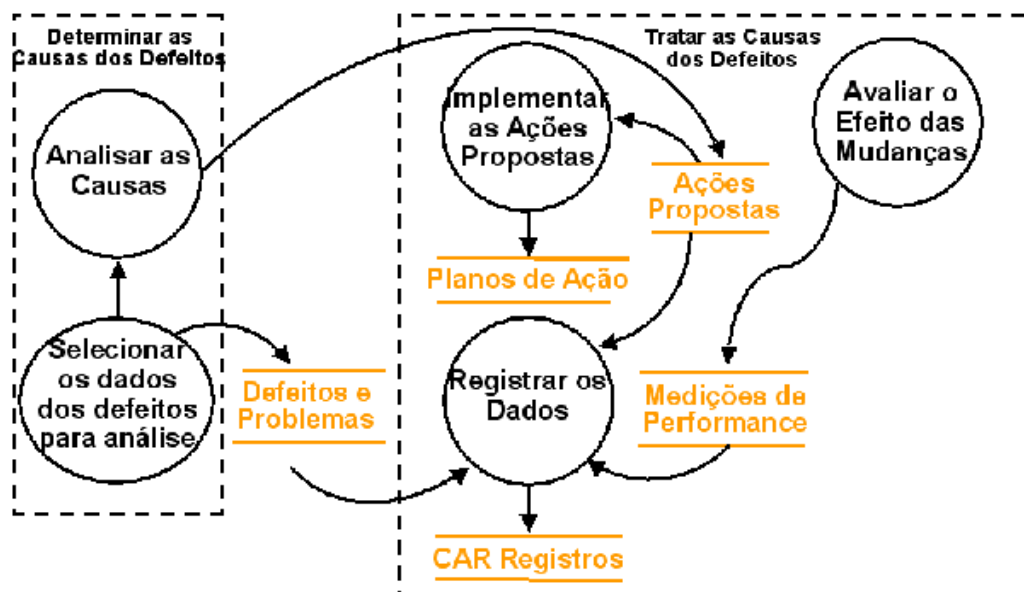 Determinar as
Causas dos Defeitos
Analisar as
Causas
Selecionar
os dados
dos defeitos
para análise
Defeitos e
Problemas
Tratar as Causas
dos Defeitos
Implementar
as Ações
Propostas
Ações
Propostas
Avaliar o
Efeito das
Mudanças
Planos de Ação
Registrar os
Dados
Medições de
Performance
CAR Registros